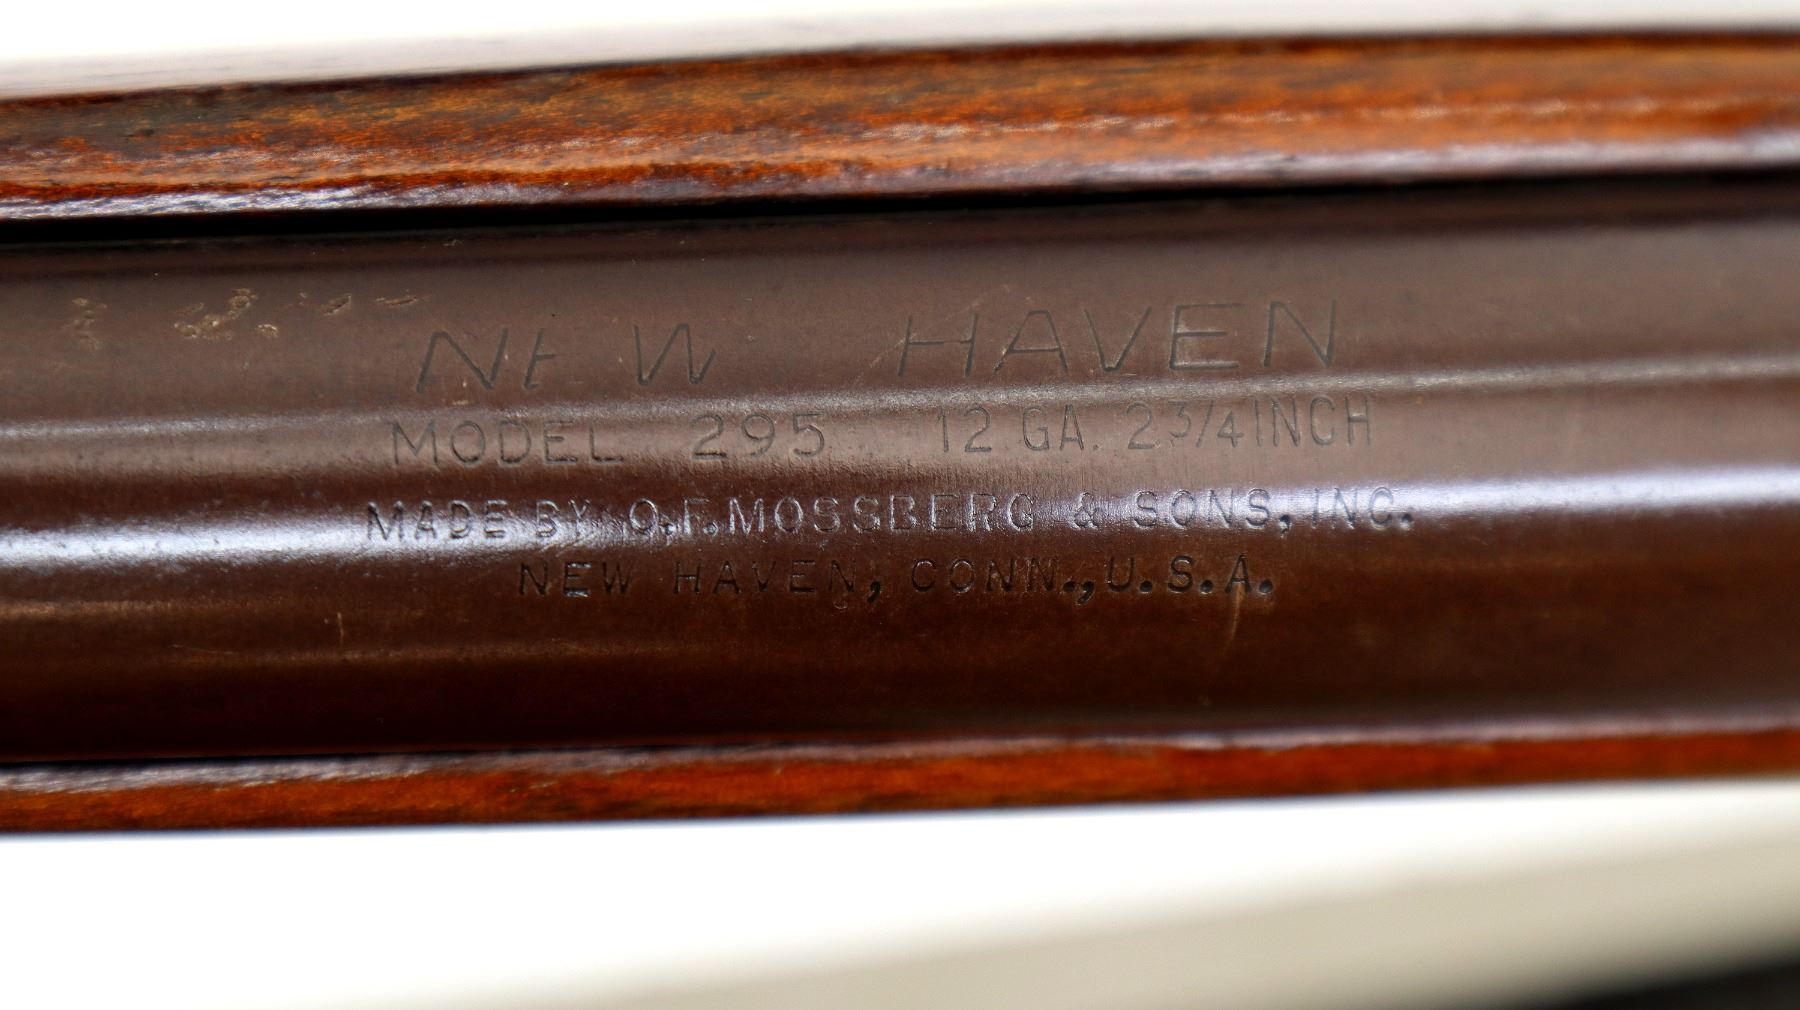 NEW HAVEN
MODEL 295 12 GA. 2 3/4 INCH
MADE BY O.F. MOSSBERG & SONS, INC.
NEW HAVEN, CONN., U.S.A.